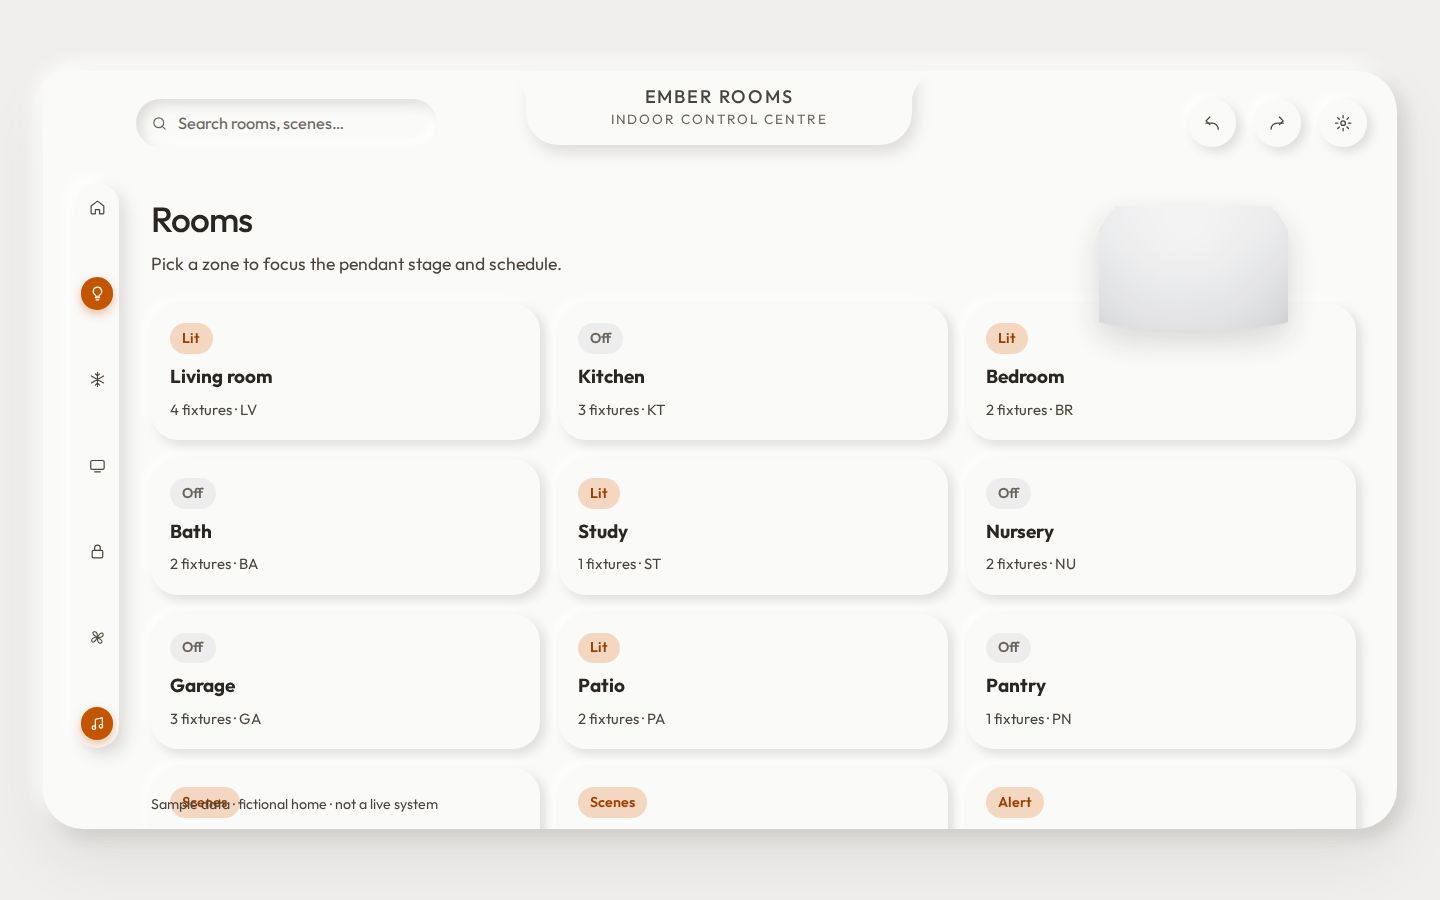 EMBER ROOMS
INDOOR CONTROL CENTRE
Search rooms, scenes...
Rooms
Pick a zone to focus the pendant stage and schedule.
Lit
Living room
4 fixtures · LV
Off
Kitchen
3 fixtures · KT
Lit
Bedroom
2 fixtures · BR
Off
Bath
2 fixtures · BA
Lit
Study
1 fixtures · ST
Off
Nursery
2 fixtures · NU
Off
Garage
3 fixtures · GA
Lit
Patio
2 fixtures · PA
Off
Pantry
1 fixtures · PN
Scenes
Sample data · fictional home · not a live system
Scenes
Alert